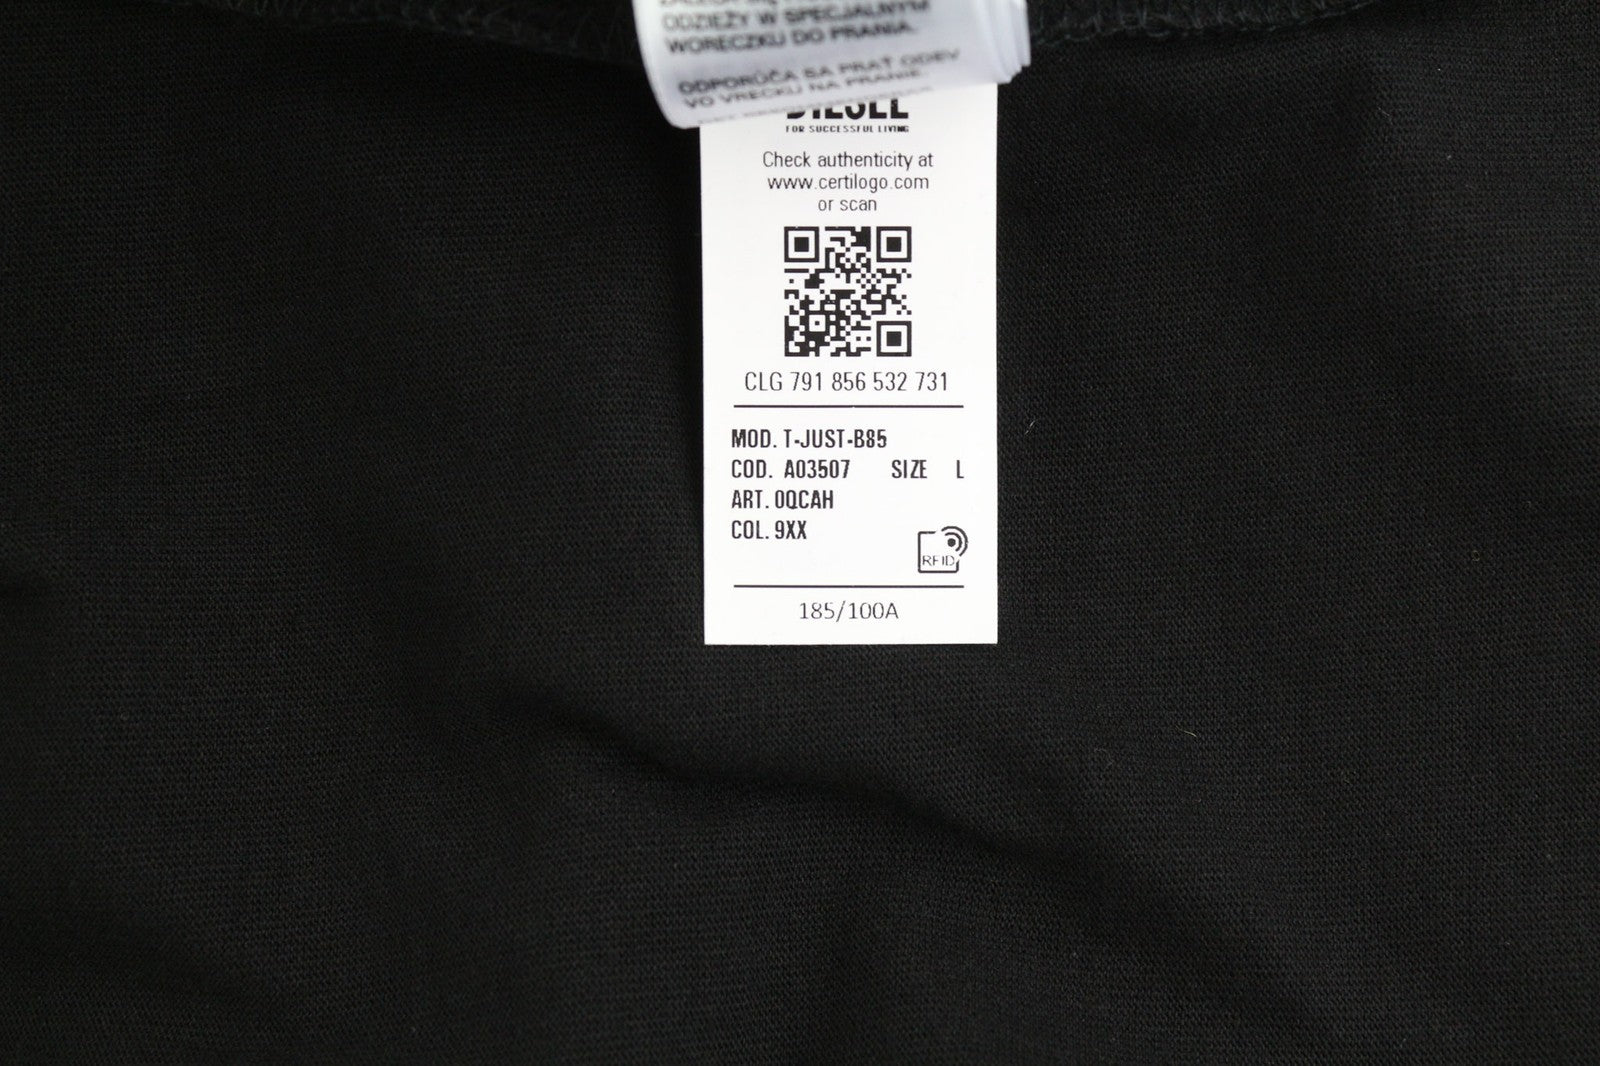 ODZIEŻY W SPECJALNYM
WORECZKU DO PRANIA.
ODPORÚČA SA PRAŤ ODEV
VO VRECKU NA PRANIE.
DIESEL
FOR SUCCESSFUL LIVING
Check authenticity at
www.certilogo.com
or scan
CLG 791 856 532 731
MOD. T-JUST-B85
COD. A03507 SIZE L
ART. 0QCAH
COL. 9XX
RFID
185/100A